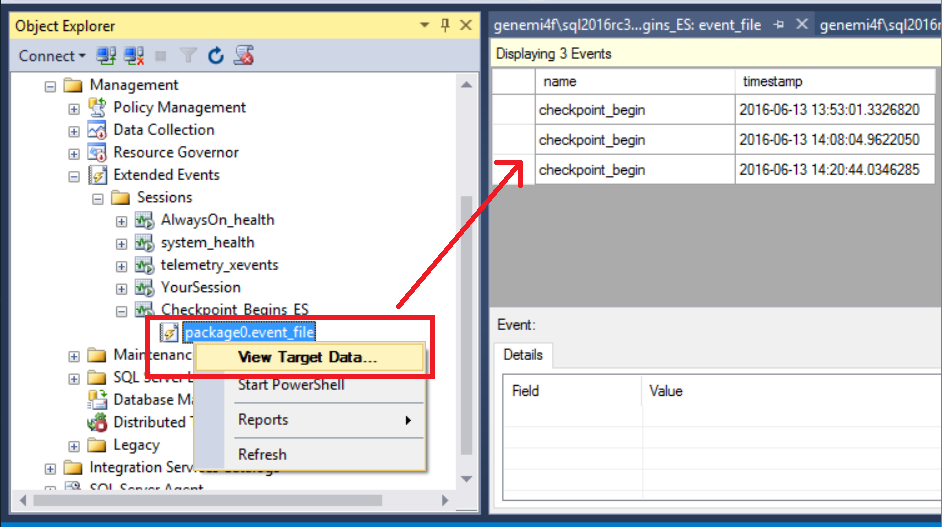 Object Explorer
Connect
Management
Policy Management
Data Collection
Resource Governor
Extended Events
Sessions
AlwaysOn_health
system_health
telemetry_xevents
YourSession
Checkpoint_Begins_ES
package0.event_file
View Target Data...
Start PowerShell
Reports
Refresh
Maintenanc
SQL Server
Database Ma
Distributed
Legacy
Integration Services Catalogs
SQL Server Agent
genemi4f\sql2016rc3...gins_ES: event_file
genemi4f\sql2016r
Displaying 3 Events
name timestamp
checkpoint_begin 2016-06-13 13:53:01.3326820
checkpoint_begin 2016-06-13 14:08:04.9622050
checkpoint_begin 2016-06-13 14:20:44.0346285
Event:
Details
Field Value